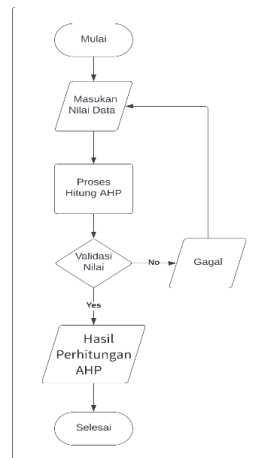 Mulai
Masukan
Nilai Data
Proses
Hitung AHP
Validasi
Nilai
No
Gagal
Yes
Hasil
Perhitungan
AHP
Selesai